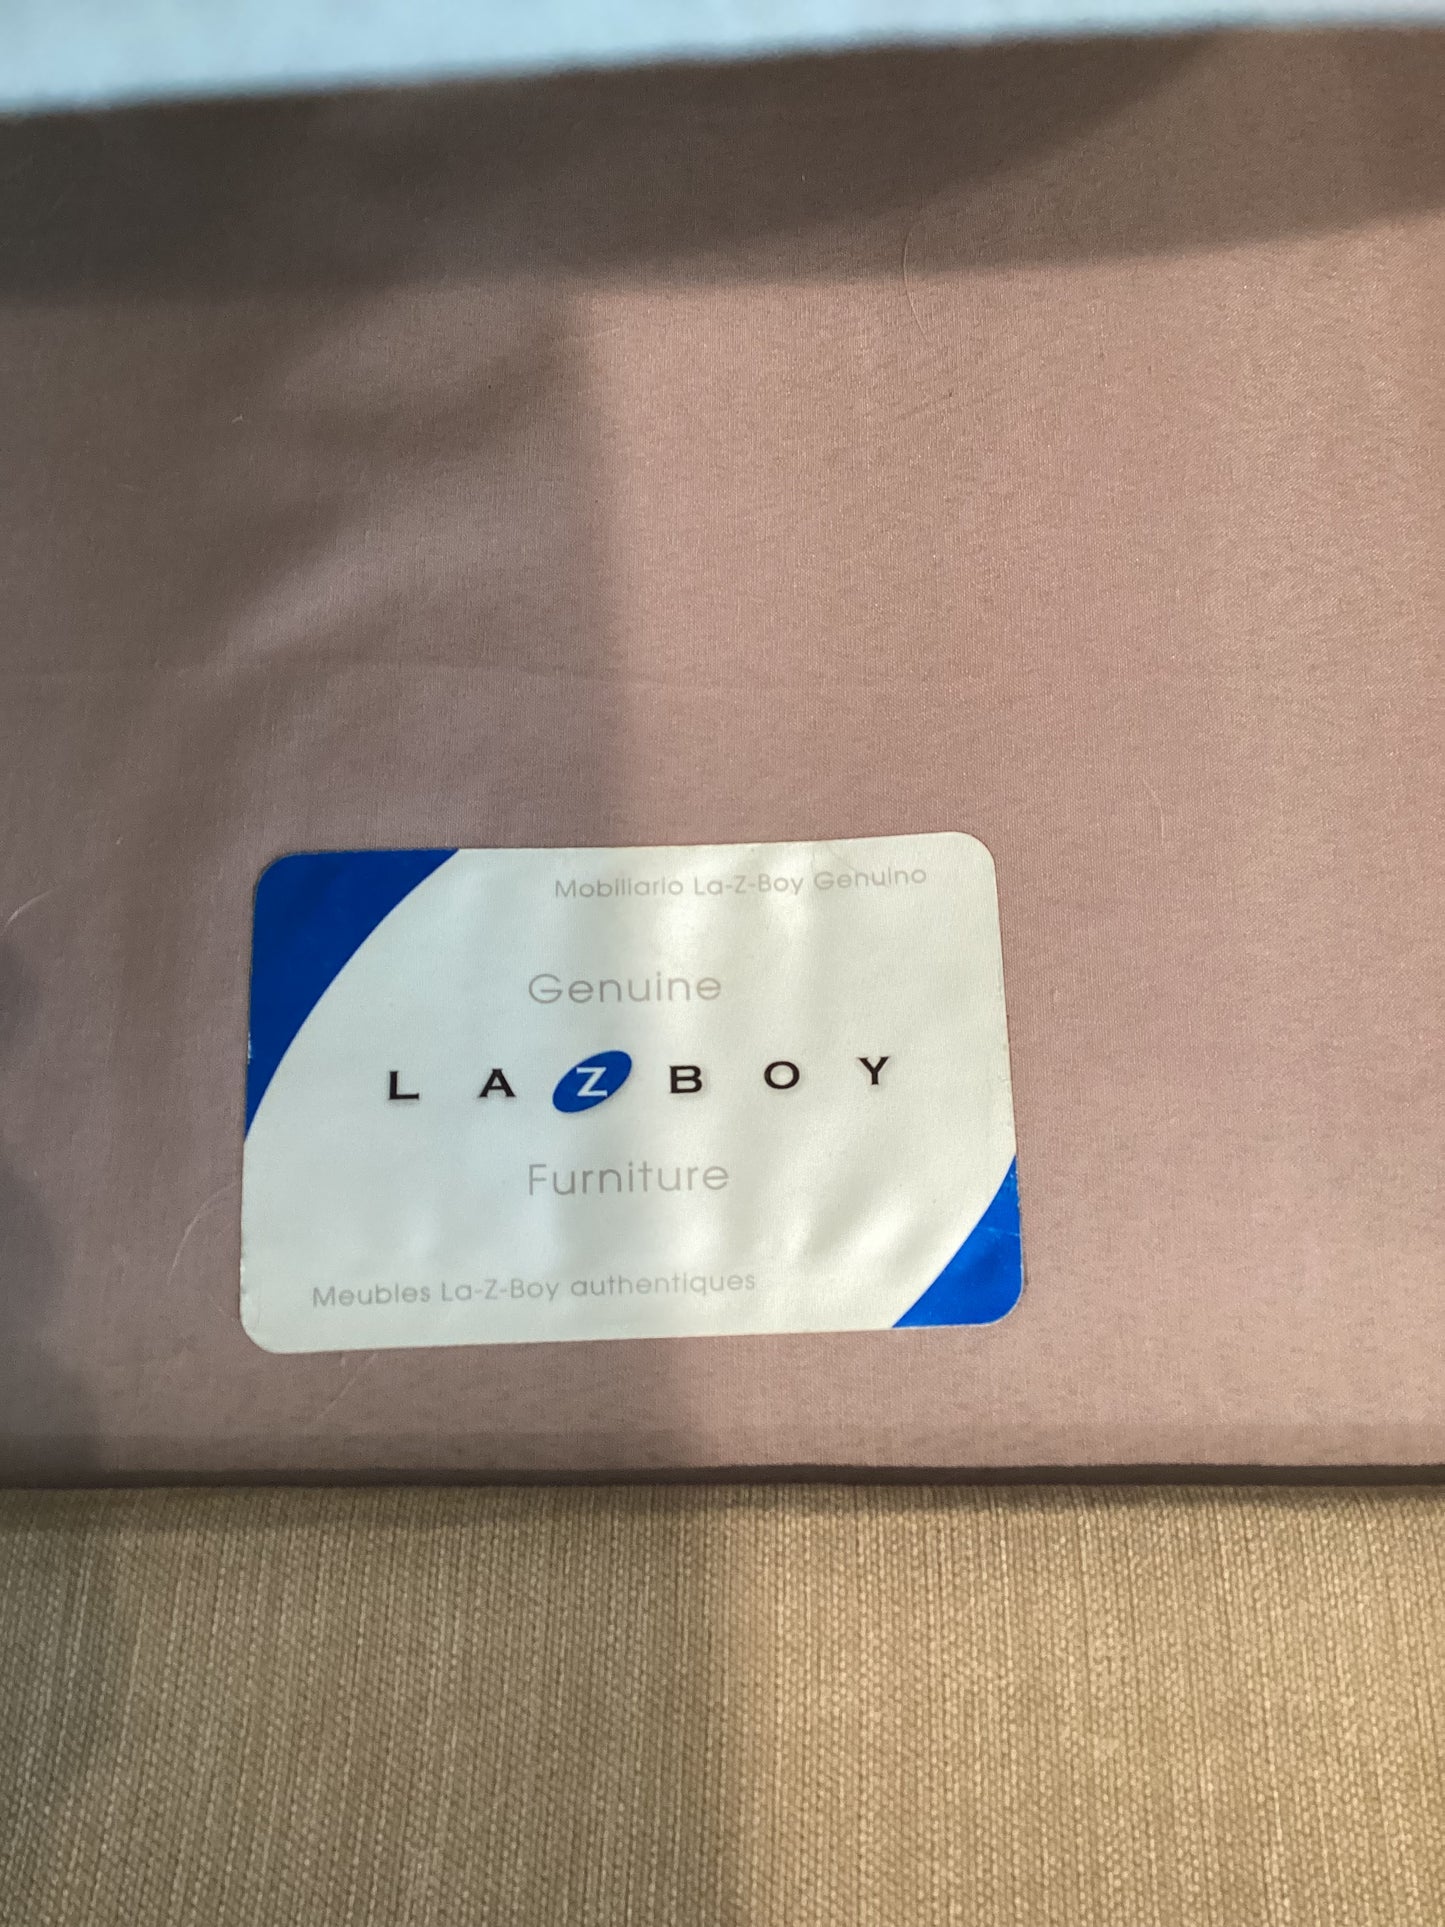 Mobiliario La-Z-Boy Genuino
Genuine
LAZBOY
Furniture
Meubles La-Z-Boy authentiques